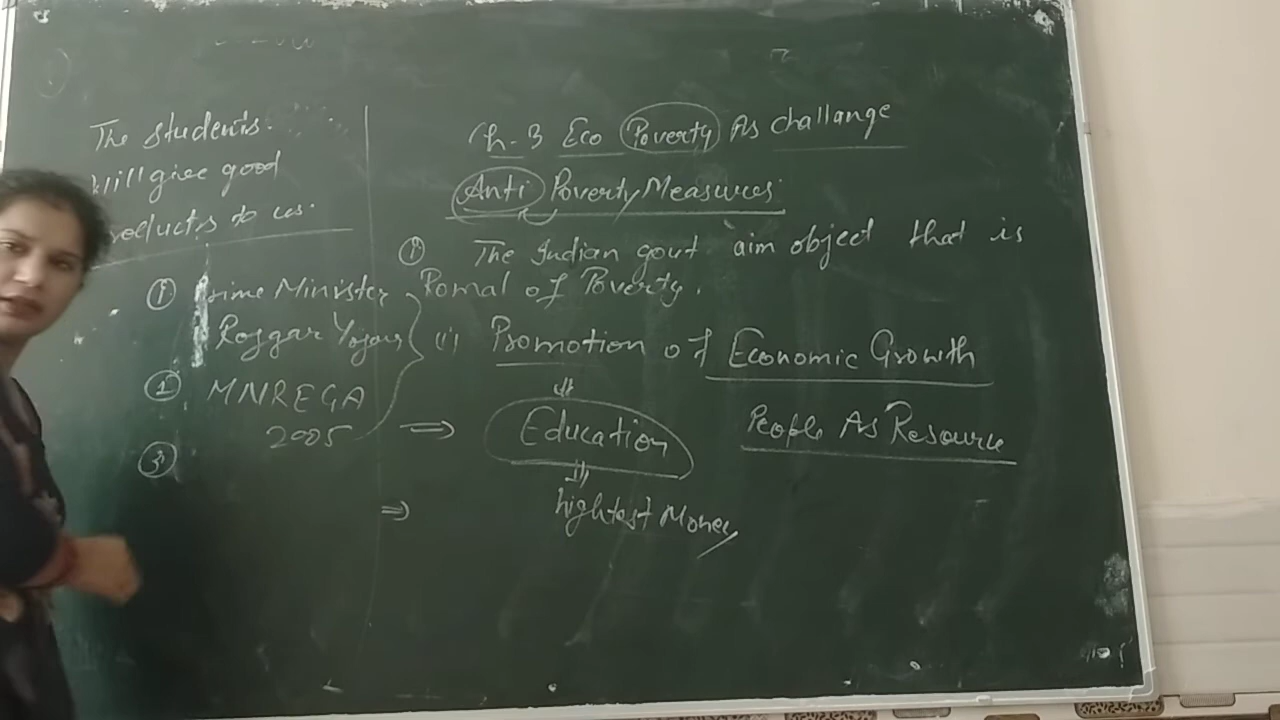 The students.
Will give good
products to us.
① Prime Minister
Rojgar Yojana
② MNREGA
2005
③
Ch-3 Eco Poverty As challange
Anti Poverty Measures
① The Indian govt aim object that is
Romal of Poverty.
(ii) Promotion of Economic Growth
⇓
⇒ Education People As Resource
⇓
⇒ hightest Money